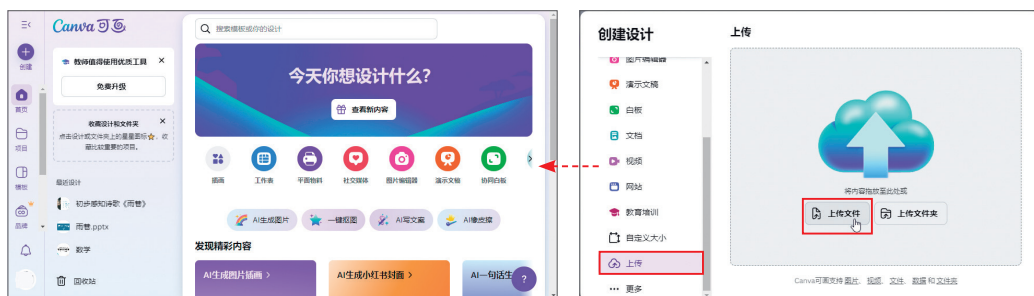 Canva可画
创建
首页
项目
模板
品牌
教师值得使用优质工具 ×
免费升级
收藏设计和文件夹 ×
点击设计或文件夹上的星星图标⭐，收
藏比较重要的项目。
最近设计
初步感知诗歌《雨巷》
雨巷.pptx
数学
回收站
搜索模板或你的设计
今天你想设计什么?
查看新内容
插画 工作表 平面物料 社交媒体 图片编辑器 演示文稿 协同白板
AI生成图片 一键抠图 AI写文案 AI橡皮擦
发现精彩内容
AI生成图片插画 > AI生成小红书封面 > AI一句话生
?
创建设计
图片编辑器
演示文稿
白板
文档
视频
网站
教育培训
自定义大小
上传
··· 更多
上传
将内容拖放至此处或
上传文件 上传文件夹
Canva可画支持 图片、视频、文件、数据 和 文件夹